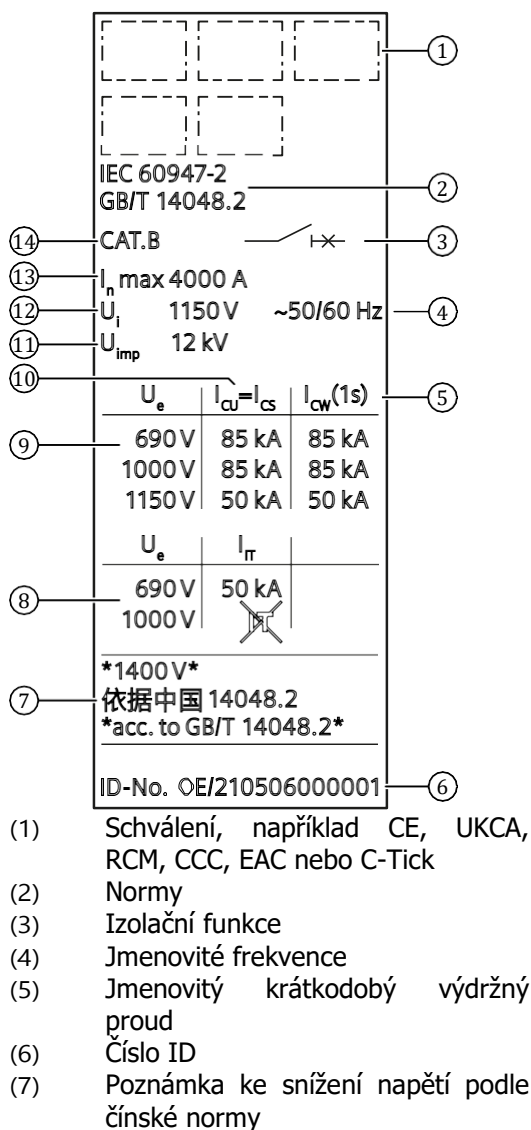 1
IEC 60947-2
GB/T 14048.2
2
14
CAT.B
3
13
In max 4000 A
12
Ui 1150 V ~50/60 Hz
4
11
Uimp 12 kV
10
Ue ICU=ICS ICW(1s)
5
9
690 V 85 kA 85 kA
1000 V 85 kA 85 kA
1150 V 50 kA 50 kA
Ue IIT
8
690 V 50 kA
1000 V IT
*1400 V*
7
依据中国 14048.2
*acc. to GB/T 14048.2*
ID-No. OE/210506000001
6
(1) Schválení, například CE, UKCA,
RCM, CCC, EAC nebo C-Tick
(2) Normy
(3) Izolační funkce
(4) Jmenovité frekvence
(5) Jmenovitý krátkodobý výdržný
proud
(6) Číslo ID
(7) Poznámka ke snížení napětí podle
čínské normy